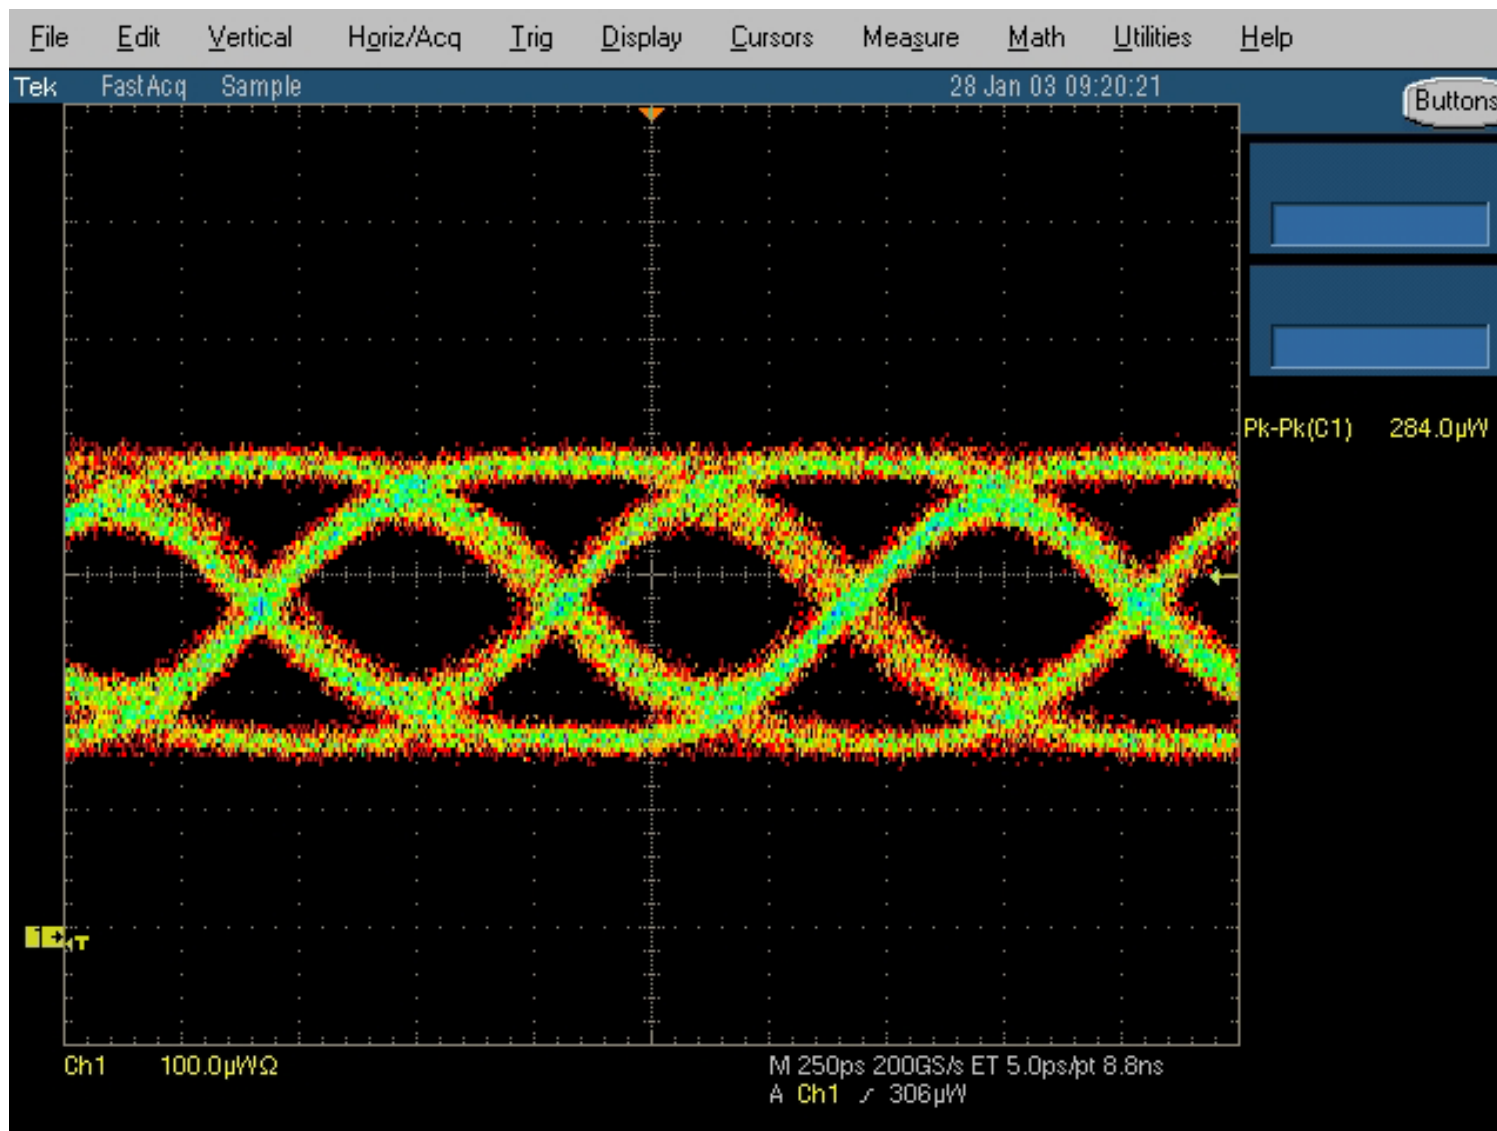 File Edit Vertical Horiz/Acq Trig Display Cursors Measure Math Utilities Help
Tek FastAcq Sample 28 Jan 03 09:20:21
Buttons
Pk-Pk(C1) 284.0µW
1
T
Ch1 100.0µWΩ M 250ps 200GS/s ET 5.0ps/pt 8.8ns
A Ch1 306µW